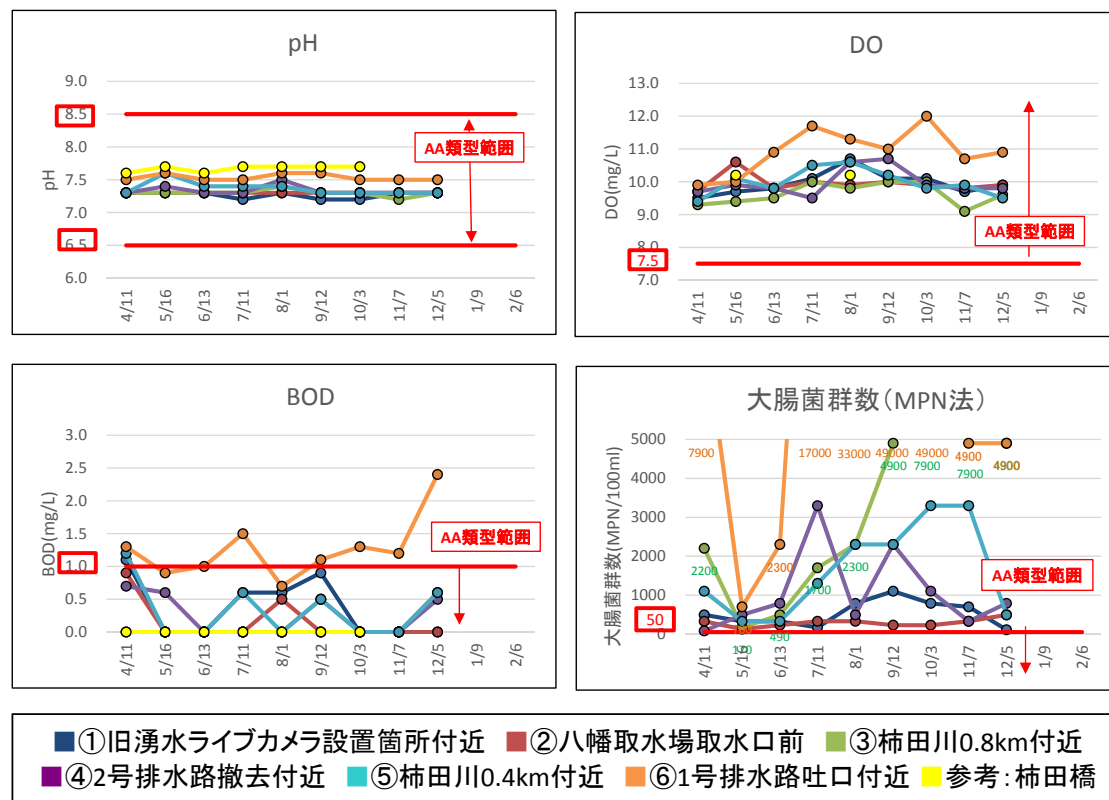 pH
9.0
8.5
8.0
7.5
7.0
6.5
6.0
pH
AA類型範囲
4/11 5/16 6/13 7/11 8/1 9/12 10/3 11/7 12/5 1/9 2/6
DO
13.0
12.0
11.0
10.0
9.0
8.0
7.5
7.0
DO(mg/L)
AA類型範囲
4/11 5/16 6/13 7/11 8/1 9/12 10/3 11/7 12/5 1/9 2/6
BOD
3.0
2.5
2.0
1.5
1.0
0.5
0.0
BOD(mg/L)
AA類型範囲
4/11 5/16 6/13 7/11 8/1 9/12 10/3 11/7 12/5 1/9 2/6
大腸菌群数(MPN法)
5000
4000
3000
2000
1000
50
0
大腸菌群数(MPN/100ml)
7900 17000 33000 49000 49000 4900 4900
4900 7900 7900
2200 2300 1700 2300
170 490
AA類型範囲
4/11 5/16 6/13 7/11 8/1 9/12 10/3 11/7 12/5 1/9 2/6
①旧湧水ライブカメラ設置箇所付近 ②八幡取水場取水口前 ③柿田川0.8km付近
④2号排水路撤去付近 ⑤柿田川0.4km付近 ⑥1号排水路吐口付近 参考：柿田橋